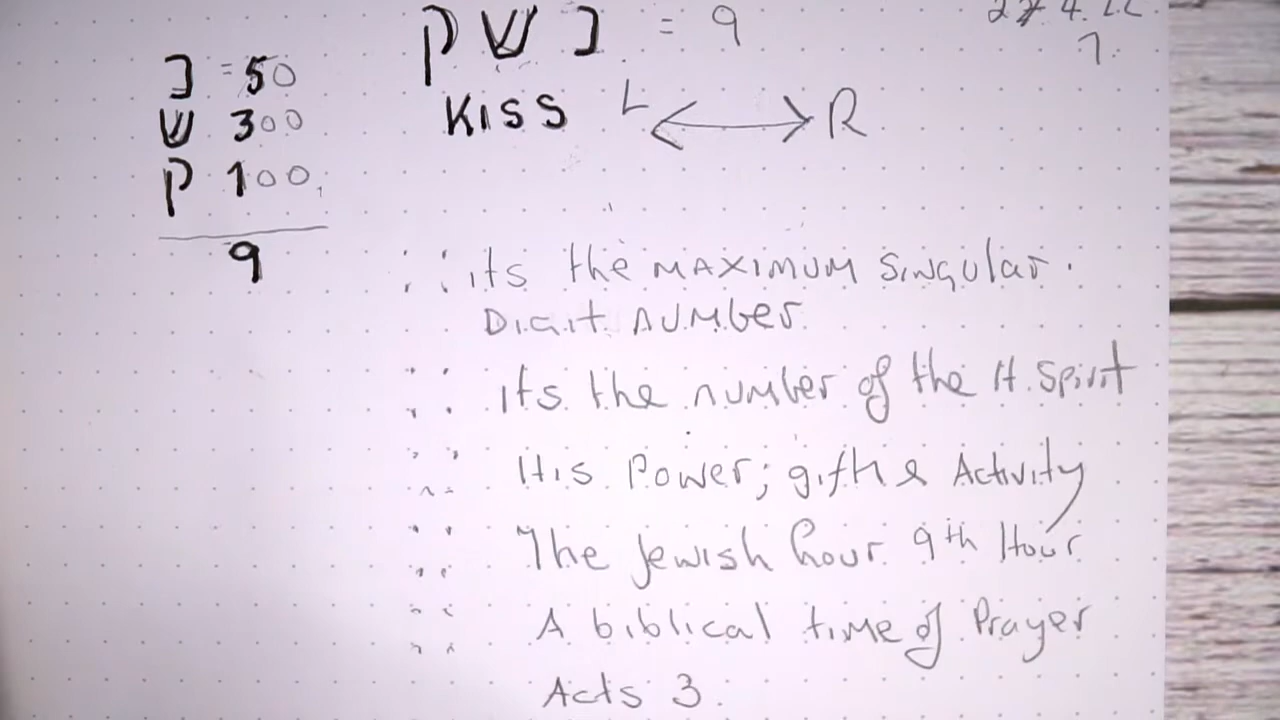 קשנ = 9
KISS L ↔ R
נ = 50
ש 300
ק 100
9
∴ its the MAXIMUM Singular.
Digit NUMBER.
∴ its the number of the H. Spirit
His Power; gifts & Activity
The Jewish hour 9th Hour
A biblical time of Prayer
Acts 3.